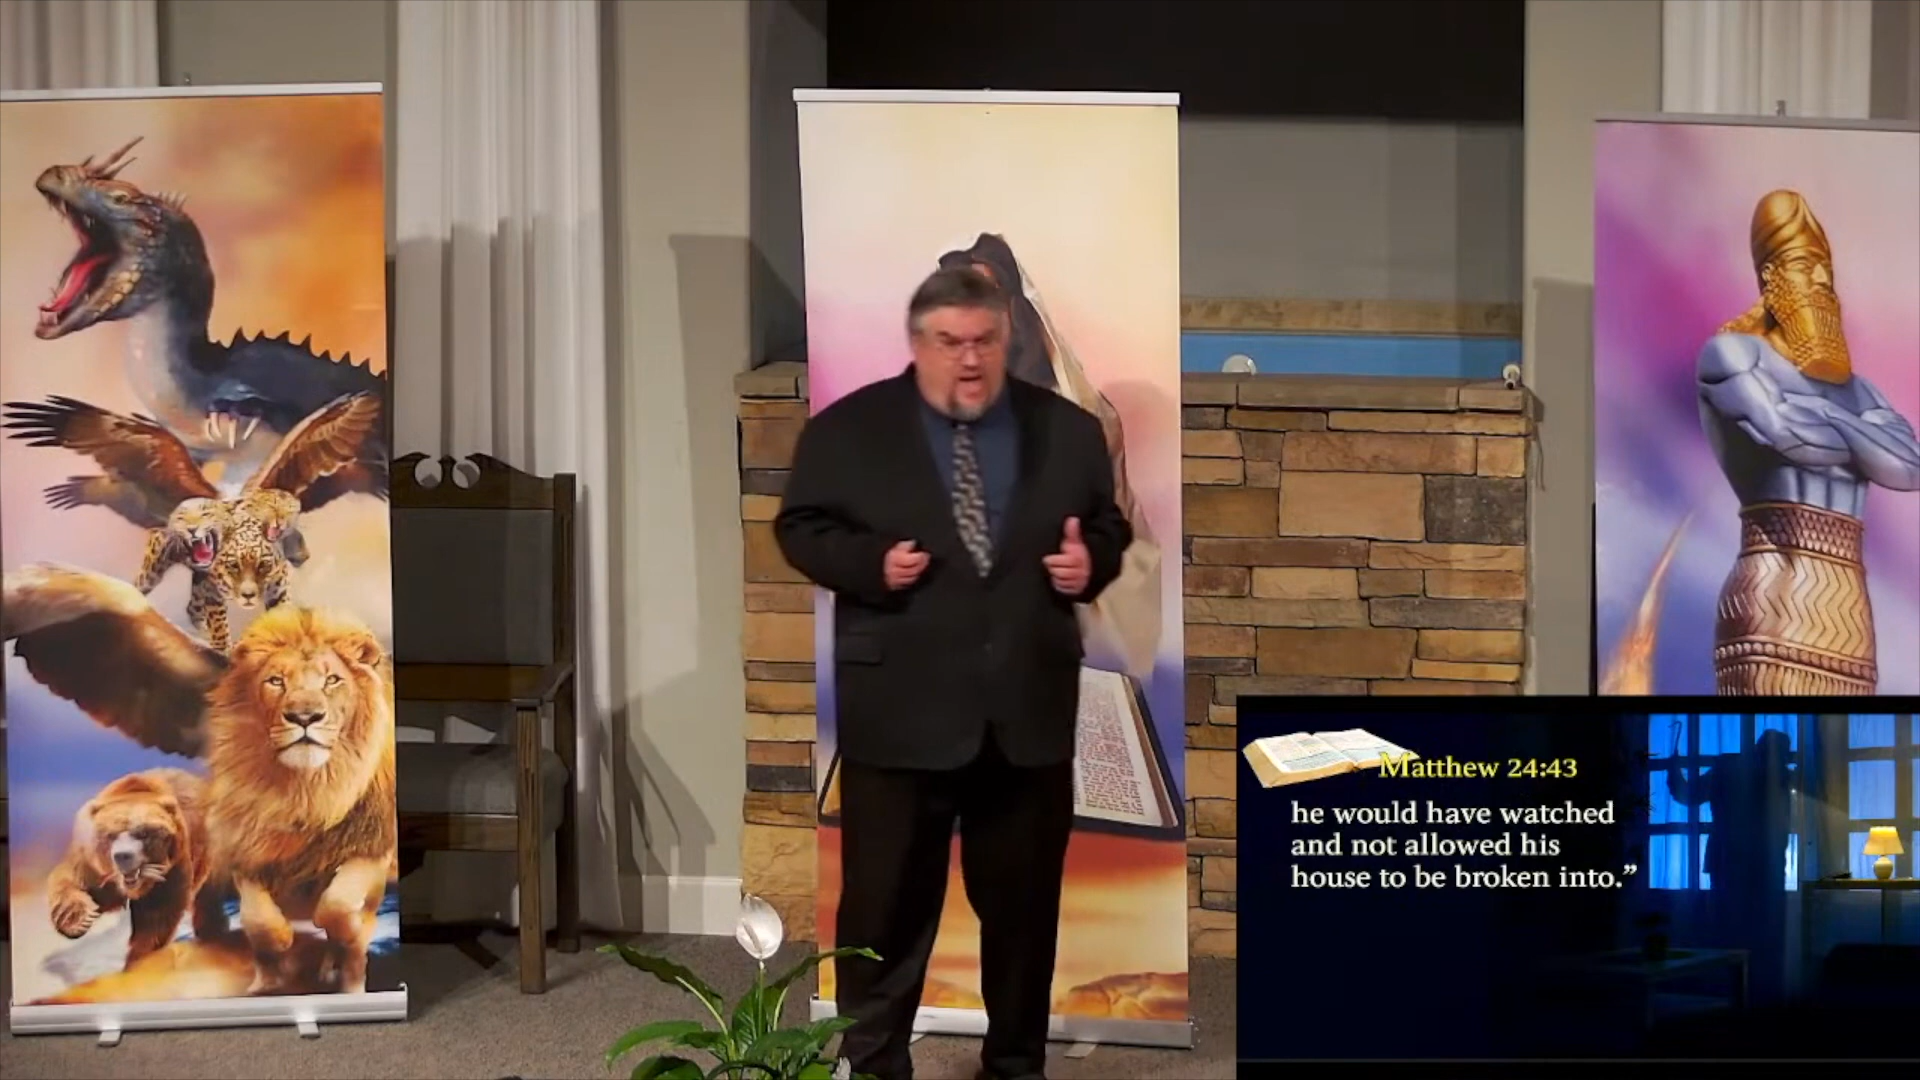 Matthew 24:43
he would have watched
and not allowed his
house to be broken into.”